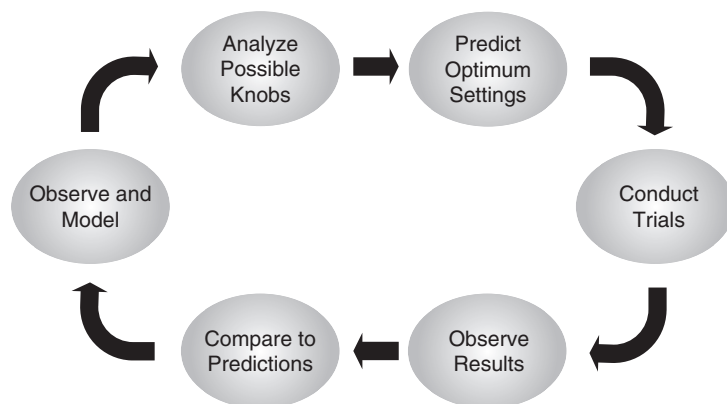 Analyze
Possible
Knobs
Predict
Optimum
Settings
Conduct
Trials
Observe
Results
Compare to
Predictions
Observe and
Model